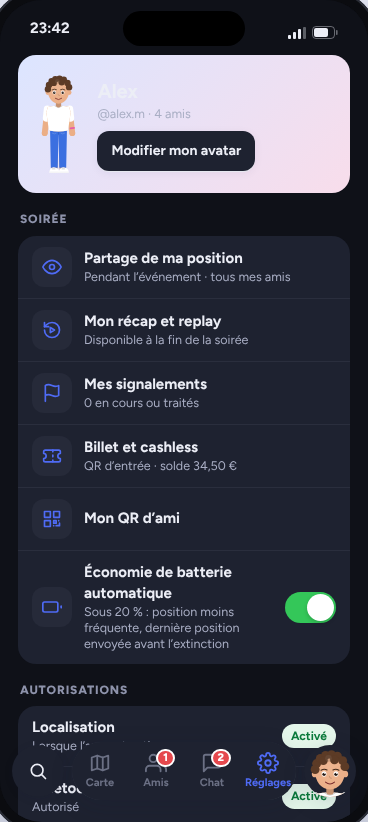 23:42
Alex
@alex.m · 4 amis
Modifier mon avatar
SOIRÉE
Partage de ma position
Pendant l'événement · tous mes amis
Mon récap et replay
Disponible à la fin de la soirée
Mes signalements
0 en cours ou traités
Billet et cashless
QR d'entrée · solde 34,50 €
Mon QR d'ami
Économie de batterie
automatique
Sous 20 % : position moins
fréquente, dernière position
envoyée avant l'extinction
AUTORISATIONS
Localisation
Activé
1
2
Carte
Amis
Chat
Réglages
Activé
Autorisé